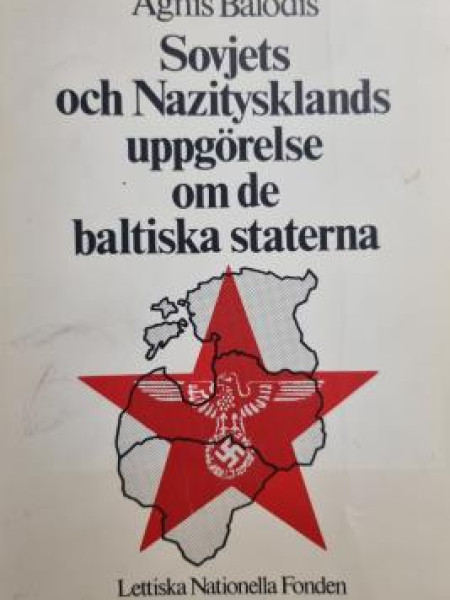 Agnis Balodis
Sovjets
och Nazitysklands
uppgörelse
om de
baltiska staterna
Lettiska Nationella Fonden